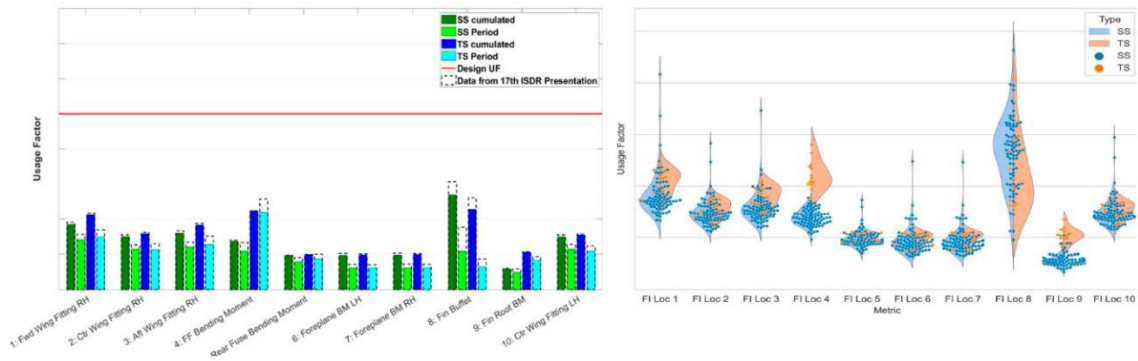 SS cumulated
SS Period
TS cumulated
TS Period
Design UF
Data from 17th ISDR Presentation
Usage Factor
1: Fwd Wing Fitting RH
2: Ctr Wing Fitting RH
3: Aft Wing Fitting RH
4: FF Bending Moment
Rear Fuse Bending Moment
6: Foreplane BM LH
7: Foreplane BM RH
8: Fin Buffet
9: Fin Root BM
10: Ctr Wing Fitting LH
Type
SS
TS
SS
TS
Usage Factor
FI Loc 1
FI Loc 2
FI Loc 3
FI Loc 4
FI Loc 5
FI Loc 6
FI Loc 7
FI Loc 8
FI Loc 9
FI Loc 10
Metric